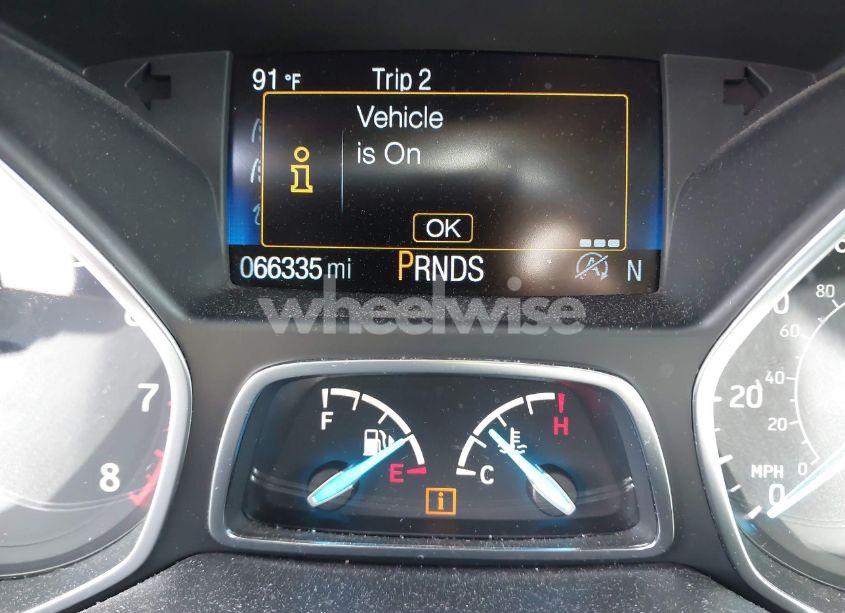 91 °F Trip 2
Vehicle
is On
i
OK
066335 mi PRNDS A N
wheelwise
7
8
F
E
C
H
i
80
60
20 40
20
MPH 0
0